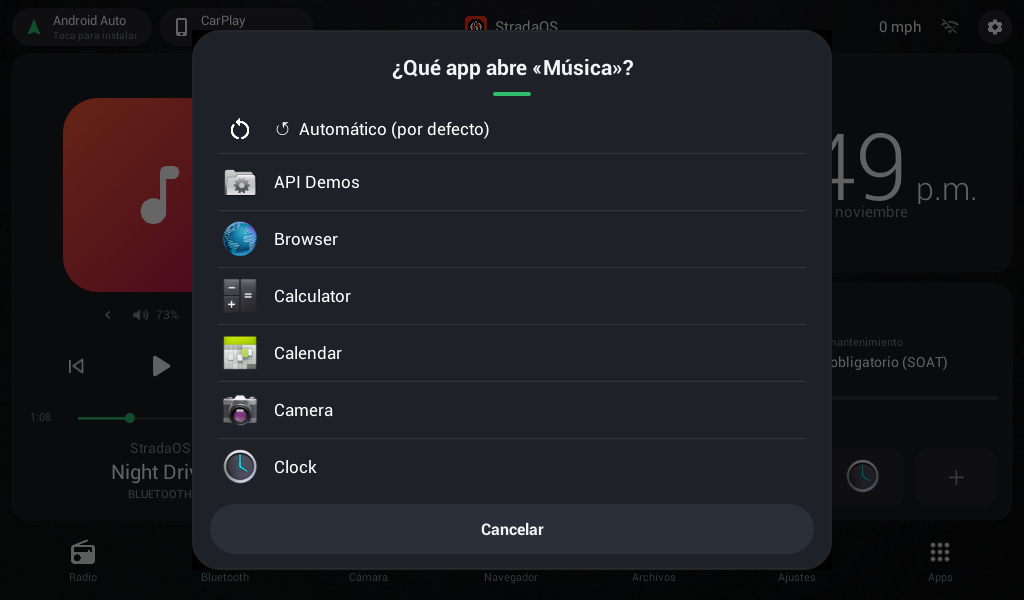 Android Auto
Toca para instalar
CarPlay
StradaOS
0 mph
¿Qué app abre «Música»?
Automático (por defecto)
API Demos
Browser
Calculator
Calendar
Camera
Clock
Cancelar
49 p.m.
noviembre
73%
1:08
StradaOS
Night Driv
BLUETOOTH
mantenimiento
obligatorio (SOAT)
Radio
Bluetooth
Cámara
Navegador
Archivos
Ajustes
Apps